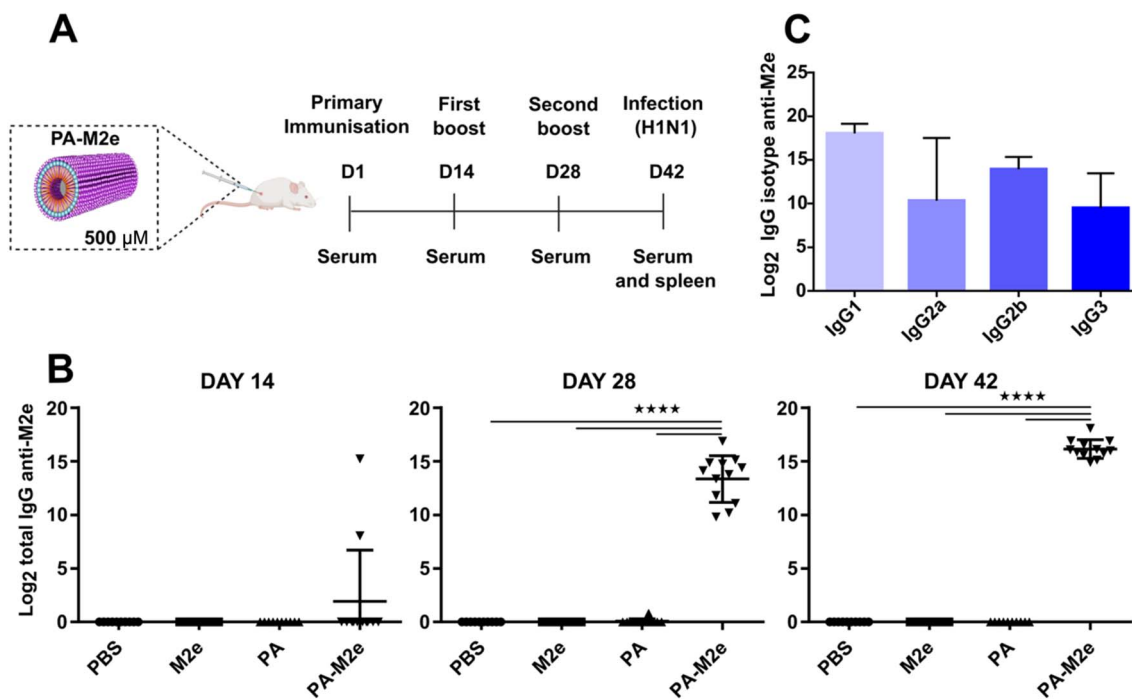 A
PA-M2e
500 µM
Primary
Immunisation
First
boost
Second
boost
Infection
(H1N1)
D1
D14
D28
D42
Serum
Serum
Serum
Serum
and spleen
C
Log2 IgG isotype anti-M2e
25
20
15
10
5
0
IgG1
IgG2a
IgG2b
IgG3
B
Log2 total IgG anti-M2e
DAY 14
20
15
10
5
0
PBS
M2e
PA
PA-M2e
DAY 28
★★★★
20
15
10
5
0
PBS
M2e
PA
PA-M2e
DAY 42
★★★★
20
15
10
5
0
PBS
M2e
PA
PA-M2e